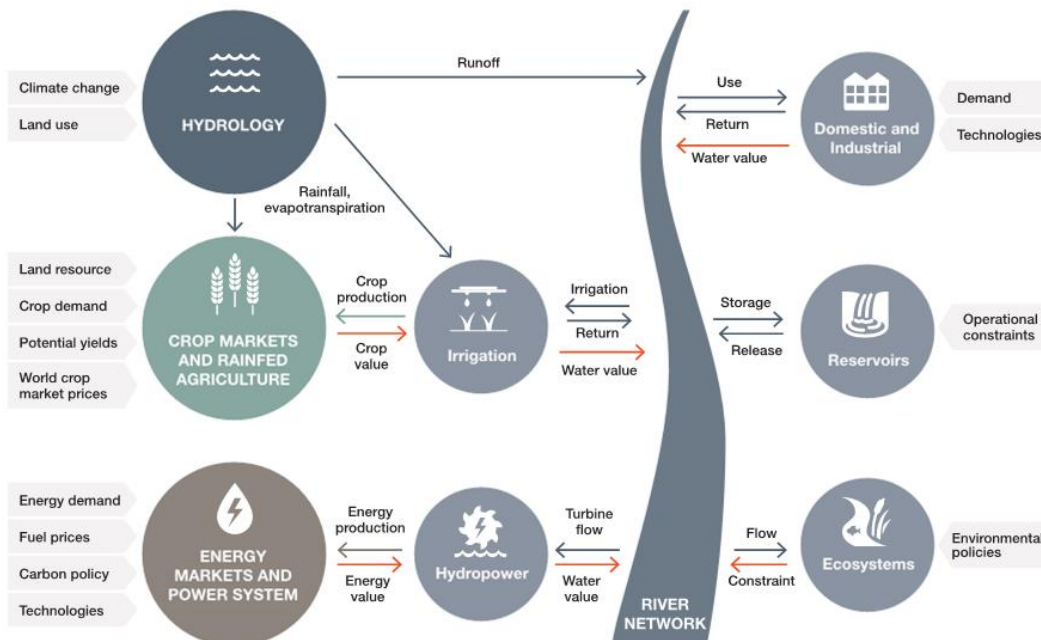 Climate change
Land use
HYDROLOGY
Runoff
Use
Return
Water value
Domestic and
Industrial
Demand
Technologies
Rainfall,
evapotranspiration
Land resource
Crop demand
Potential yields
World crop
market prices
CROP MARKETS
AND RAINFED
AGRICULTURE
Crop
production
Crop
value
Irrigation
Irrigation
Return
Water value
Storage
Release
Reservoirs
Operational
constraints
Energy demand
Fuel prices
Carbon policy
Technologies
ENERGY
MARKETS AND
POWER SYSTEM
Energy
production
Energy
value
Hydropower
Turbine
flow
Water
value
RIVER
NETWORK
Flow
Constraint
Ecosystems
Environmental
policies